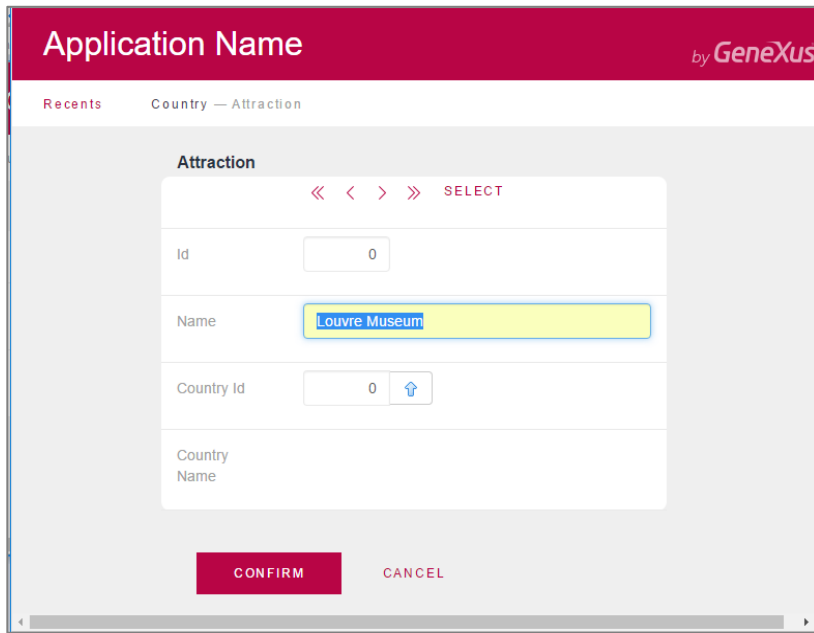 Application Name
by GeneXus
Recents Country — Attraction
Attraction
SELECT
Id 0
Name Louvre Museum
Country Id 0
Country
Name
CONFIRM CANCEL